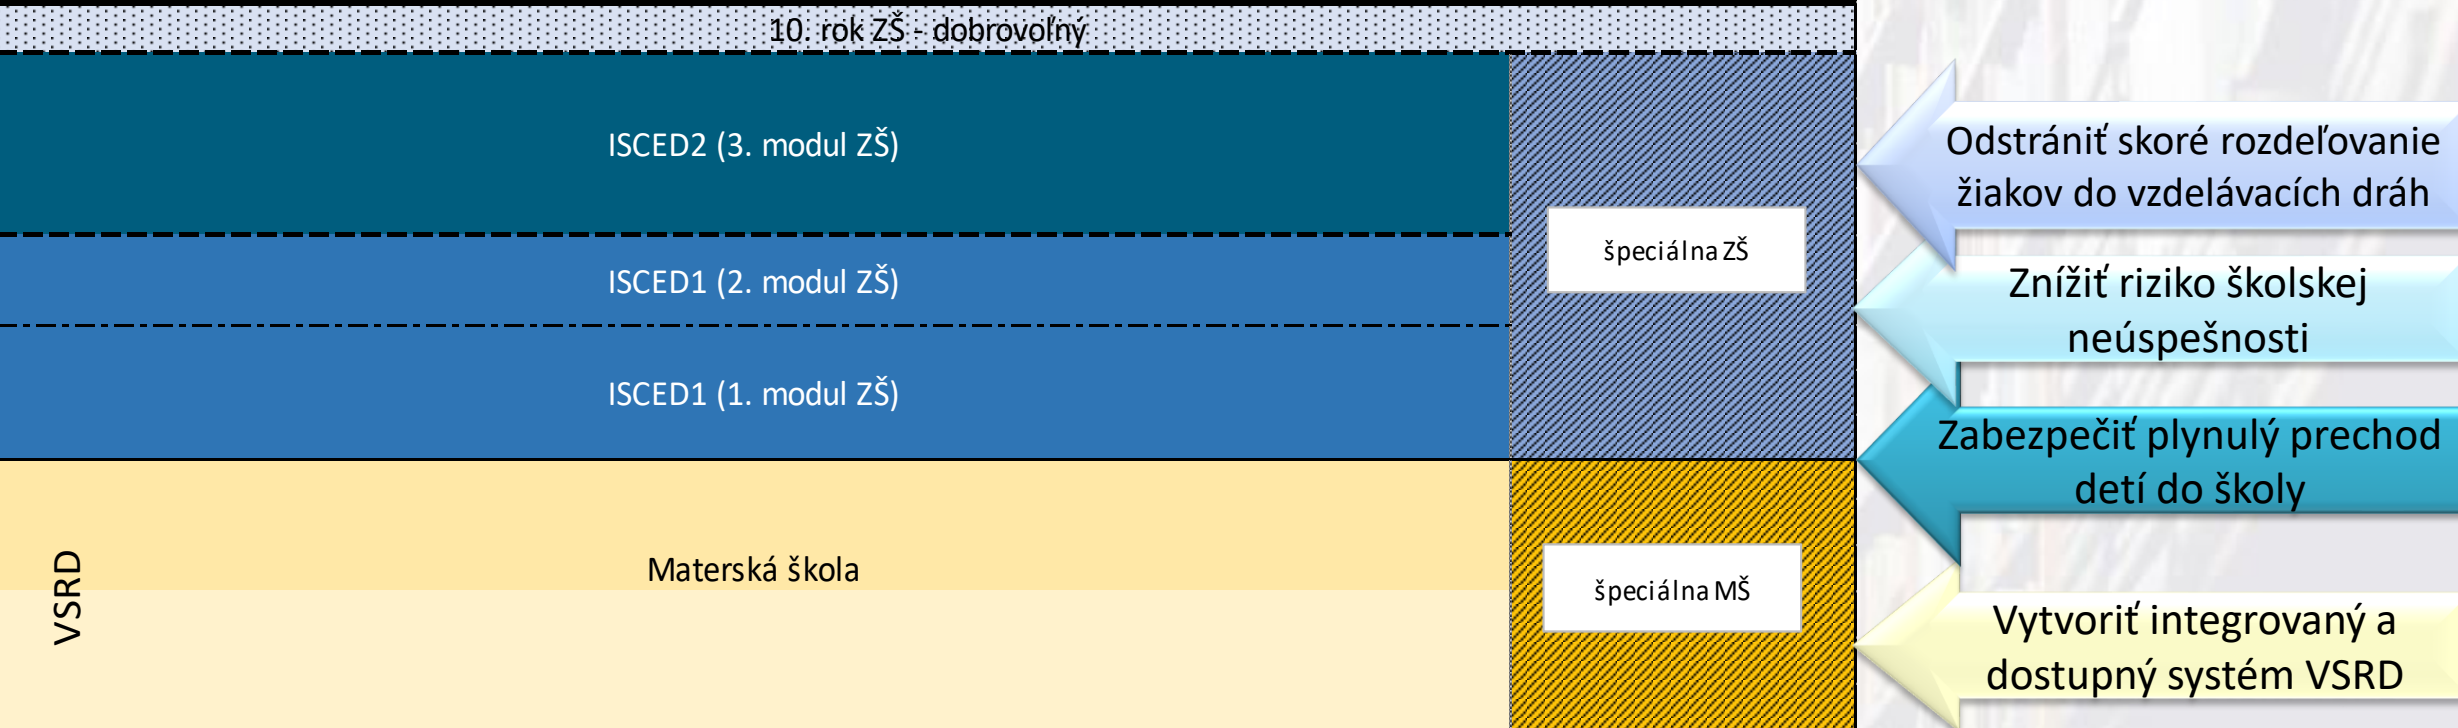 10. rok ZŠ - dobrovoľný
ISCED2 (3. modul ZŠ)
ISCED1 (2. modul ZŠ)
ISCED1 (1. modul ZŠ)
špeciálna ZŠ
VSRD
Materská škola
špeciálna MŠ
Odstrániť skoré rozdeľovanie
žiakov do vzdelávacích dráh
Znížiť riziko školskej
neúspešnosti
Zabezpečiť plynulý prechod
detí do školy
Vytvoriť integrovaný a
dostupný systém VSRD